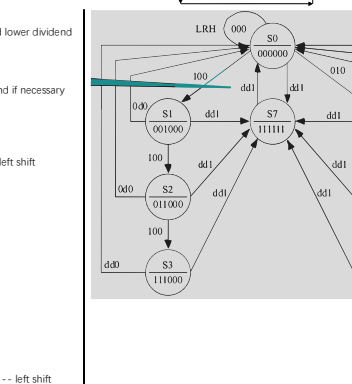 d lower dividend
nd if necessary
left shift
-- left shift
LRH
000
S0
000000
010
100
dd1
dd1
0d0
S1
001000
dd1
S7
111111
dd1
100
0d0
S2
011000
dd1
dd1
dd1
100
dd0
S3
111000